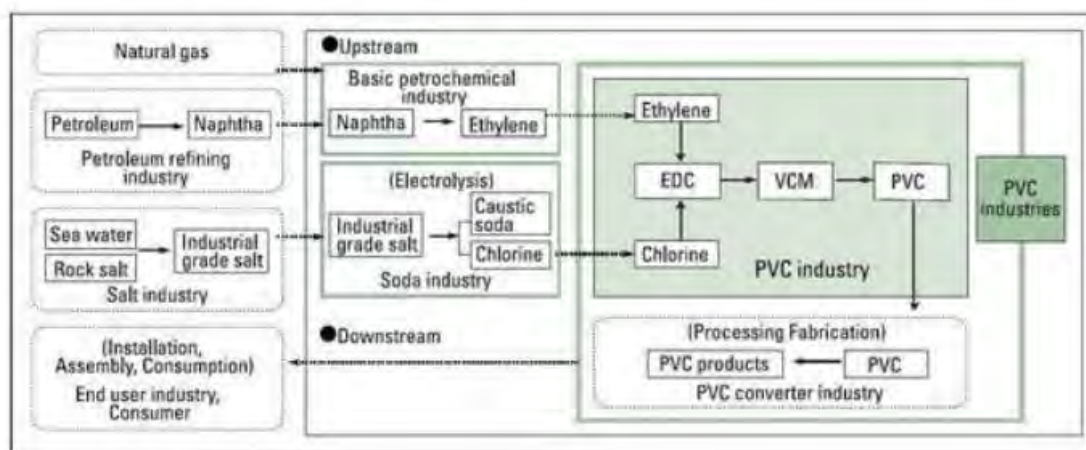 Natural gas
Petroleum
Naphtha
Petroleum refining
industry
Sea water
Rock salt
Industrial
grade salt
Salt industry
(Installation,
Assembly, Consumption)
End user industry,
Consumer
●Upstream
Basic petrochemical
industry
Naphtha
Ethylene
(Electrolysis)
Industrial
grade salt
Caustic
soda
Chlorine
Soda industry
●Downstream
Ethylene
EDC
VCM
PVC
Chlorine
PVC industry
PVC
industries
(Processing Fabrication)
PVC products
PVC
PVC converter industry